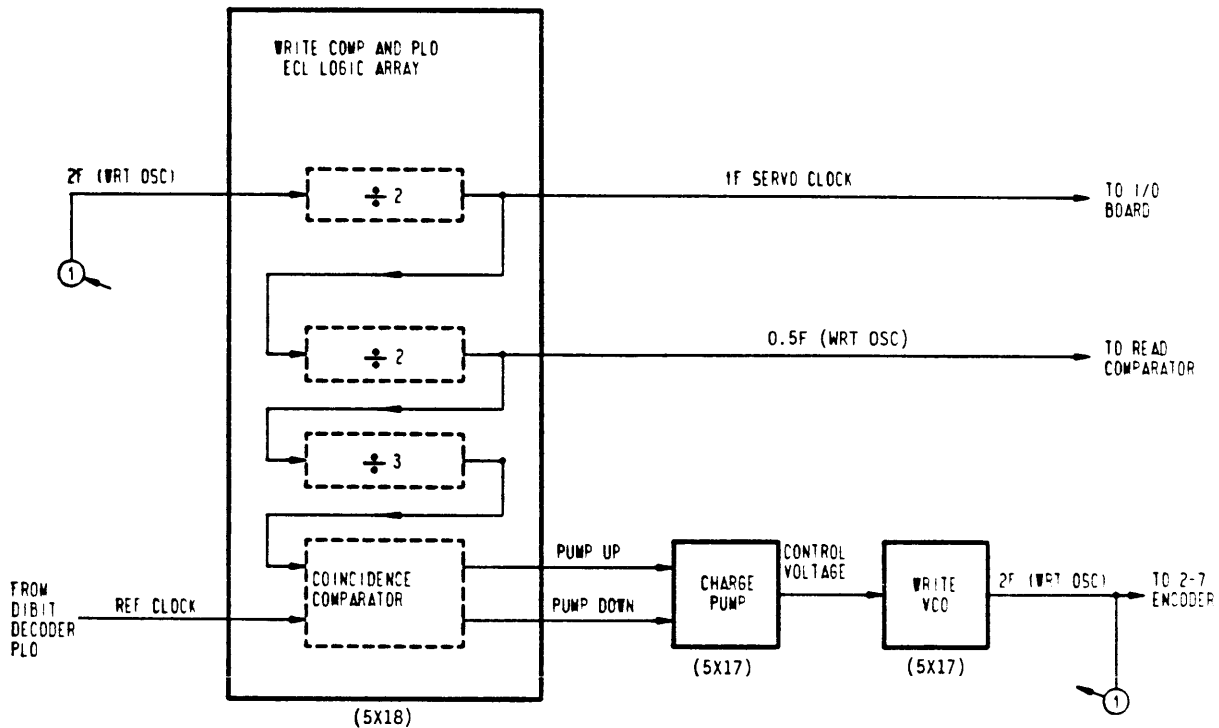 WRITE COMP AND PLO
ECL LOGIC ARRAY
2F (WRT OSC)
÷ 2
1F SERVO CLOCK
TO I/O
BOARD
1
÷ 2
0.5F (WRT OSC)
TO READ
COMPARATOR
÷ 3
FROM
DIBIT
DECODER
PLO
REF CLOCK
COINCIDENCE
COMPARATOR
PUMP UP
PUMP DOWN
CHARGE
PUMP
CONTROL
VOLTAGE
WRITE
VCO
2F (WRT OSC)
TO 2-7
ENCODER
(5X17)
(5X17)
1
(5X18)